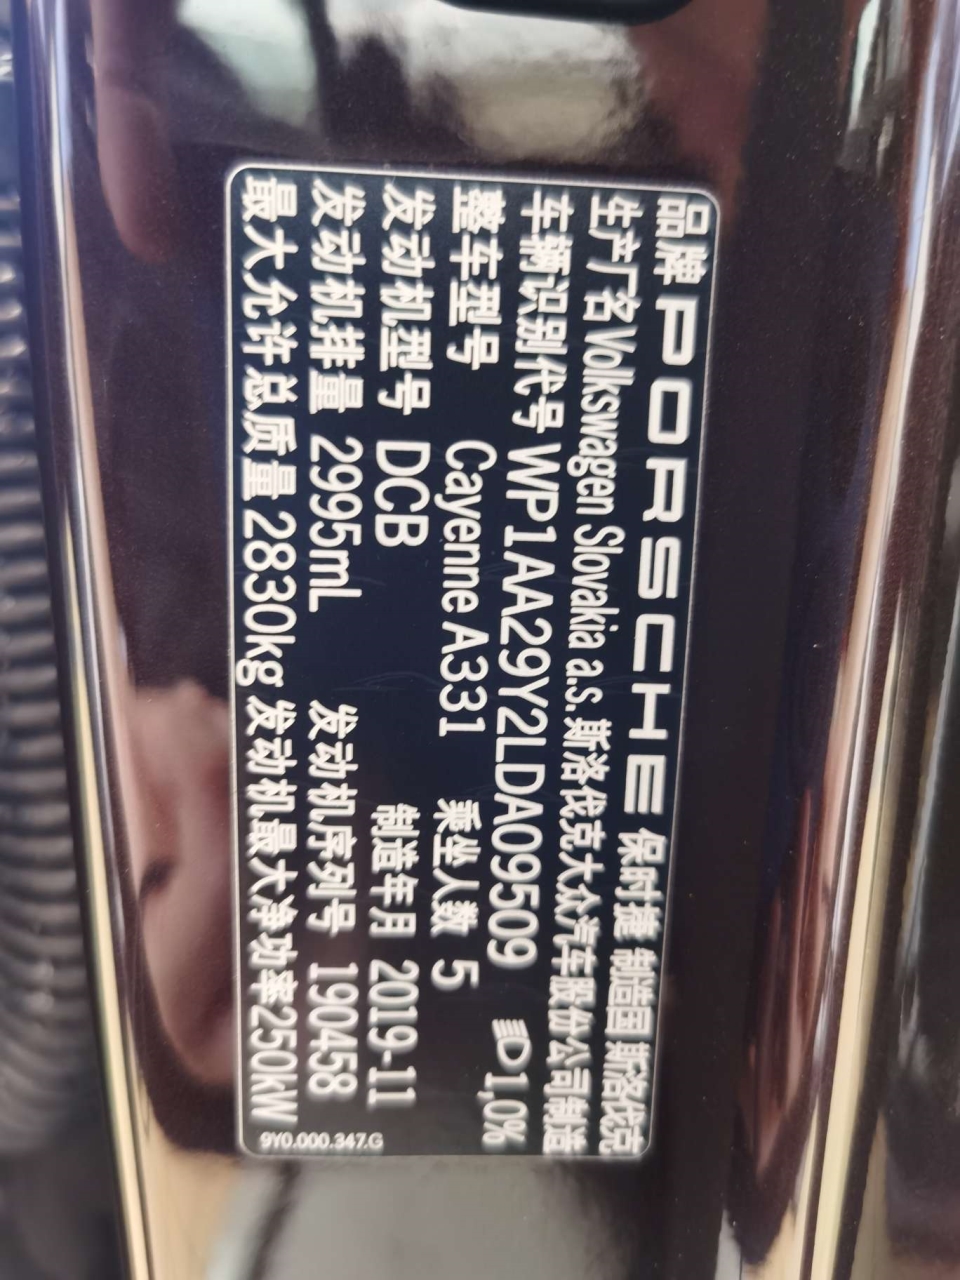 品牌 PORSCHE 保时捷 制造国 斯洛伐克
生产厂名 Volkswagen Slovakia a.s. 斯洛伐克大众汽车股份公司制造
车辆识别代号 WP1AA29Y2LDA09509 1,0%
整车型号 Cayenne A331 乘坐人数 5
发动机型号 DCB 制造年月 2019-11
发动机排量 2995mL 发动机序列号 190458
最大允许总质量 2830kg 发动机最大净功率250kW
9Y0.000.347.G